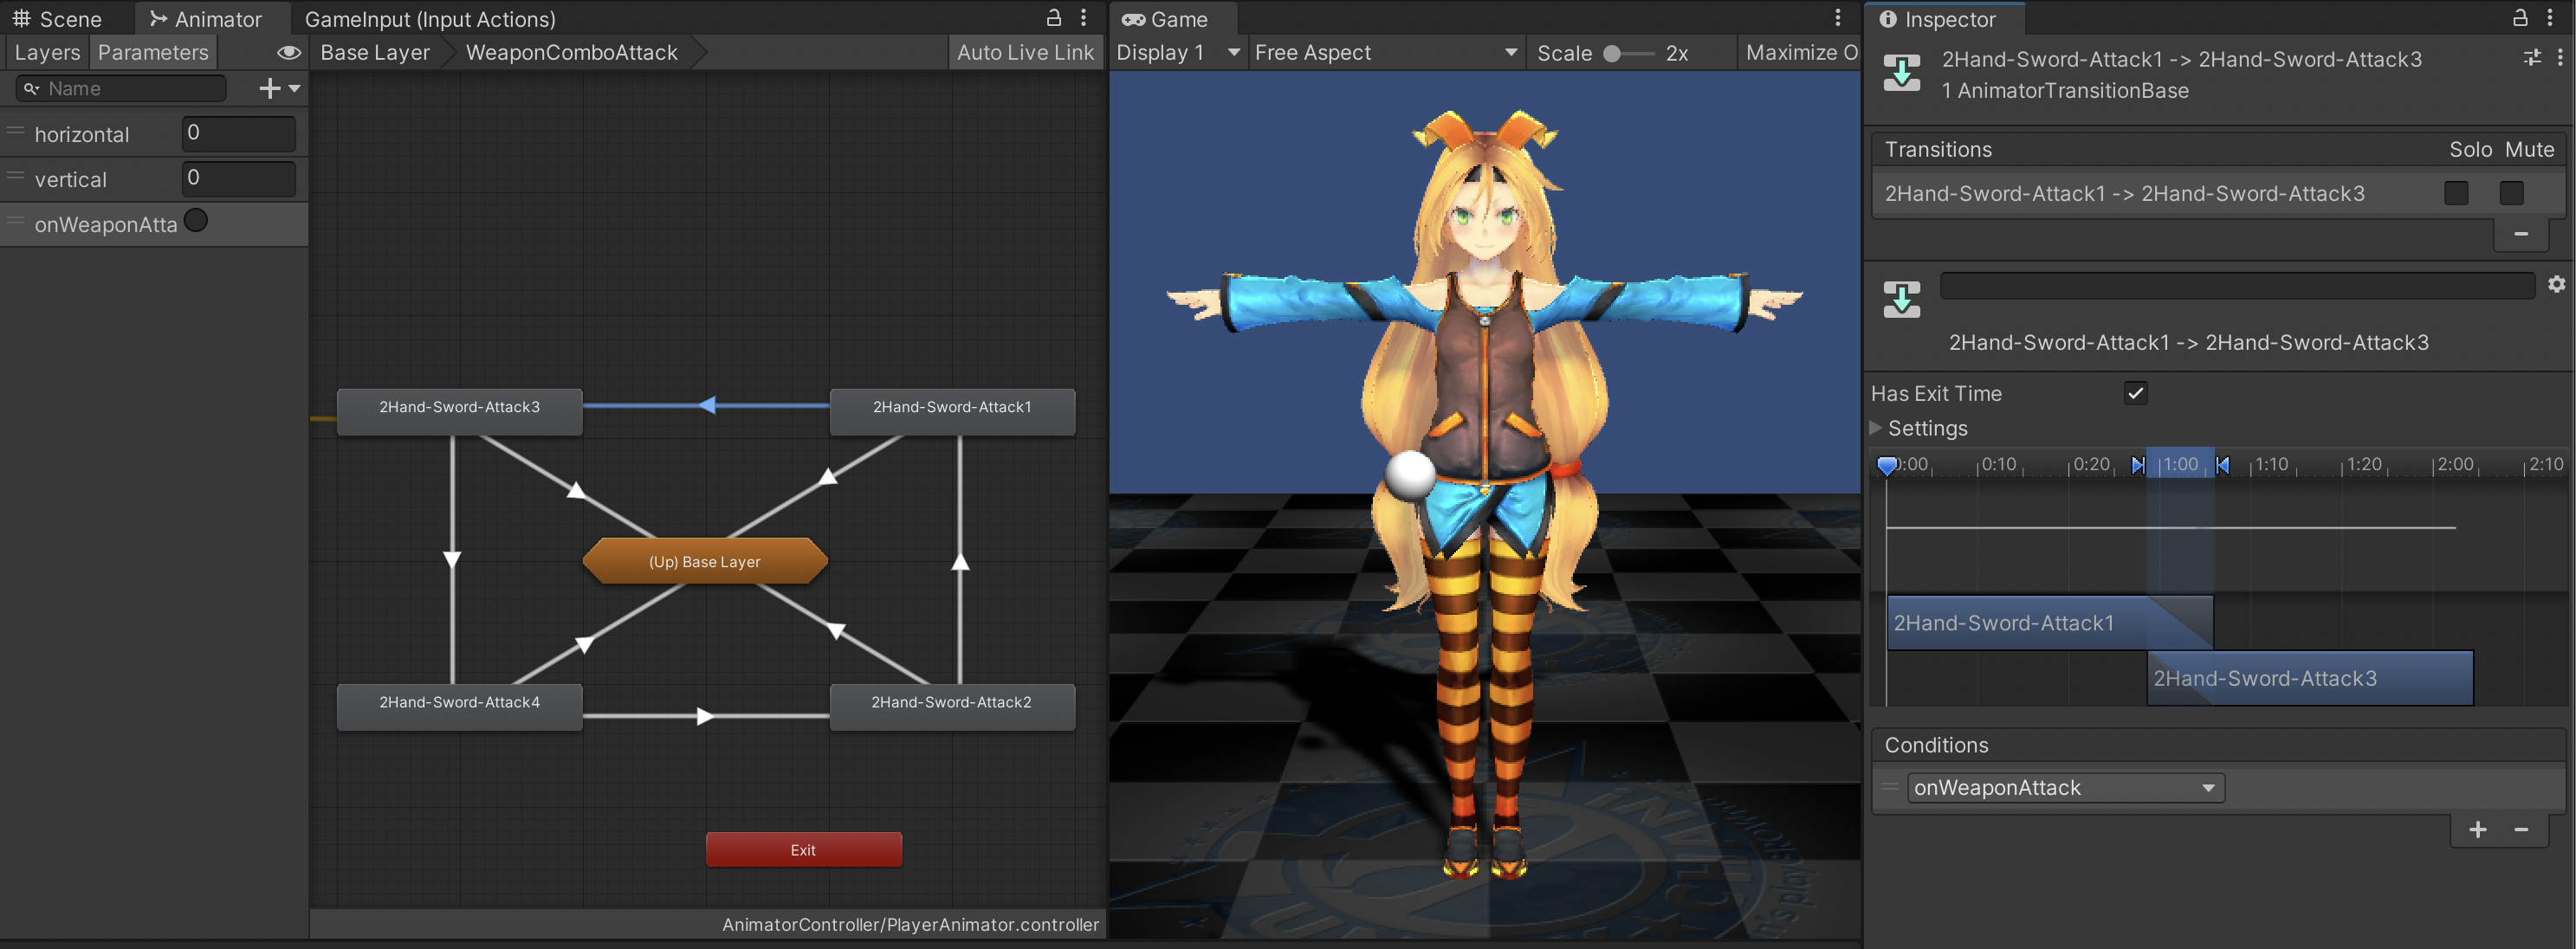 Scene
Animator
GameInput (Input Actions)
Layers
Parameters
Base Layer
WeaponComboAttack
Auto Live Link
Name
horizontal
0
vertical
0
onWeaponAtta
2Hand-Sword-Attack3
2Hand-Sword-Attack1
(Up) Base Layer
2Hand-Sword-Attack4
2Hand-Sword-Attack2
Exit
AnimatorController/PlayerAnimator.controller
Game
Display 1
Free Aspect
Scale
2x
Maximize O
Inspector
2Hand-Sword-Attack1 -> 2Hand-Sword-Attack3
1 AnimatorTransitionBase
Transitions
Solo
Mute
2Hand-Sword-Attack1 -> 2Hand-Sword-Attack3
2Hand-Sword-Attack1 -> 2Hand-Sword-Attack3
Has Exit Time
Settings
0:00
0:10
0:20
1:00
1:10
1:20
2:00
2:10
2Hand-Sword-Attack1
2Hand-Sword-Attack3
Conditions
onWeaponAttack